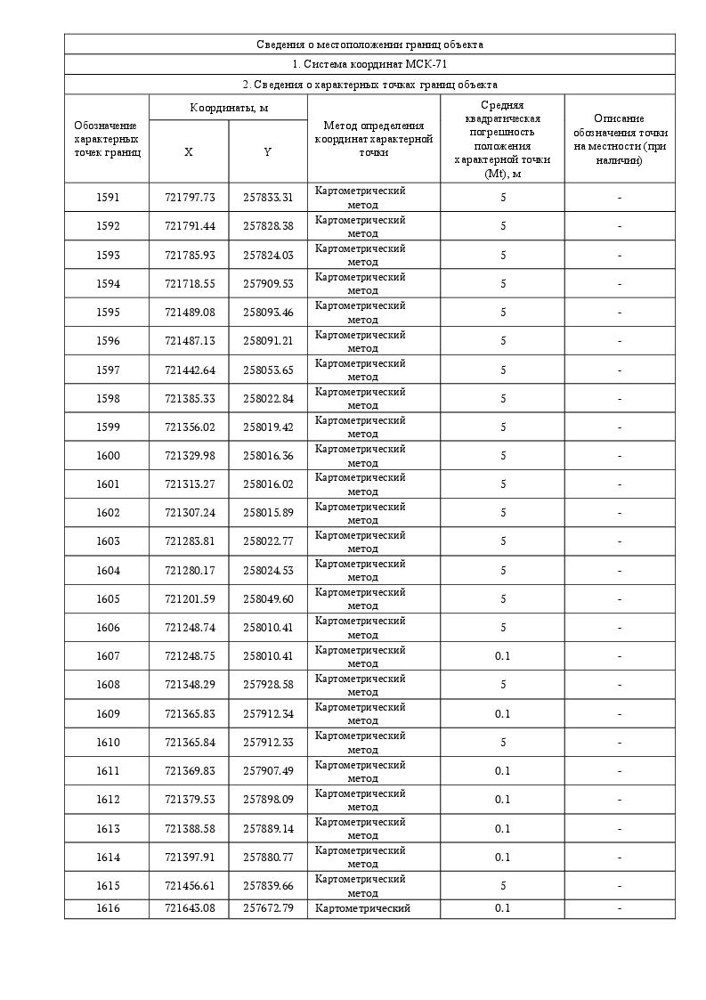 Сведения о местоположении границ объекта
1. Система координат МСК-71
2. Сведения о характерных точках границ объекта
Обозначение
характерных
точек границ
Координаты, м
X
Y
Метод определения
координат характерной
точки
Средняя
квадратическая
погрешность
положения
характерной точки
(Mt), м
Описание
обозначения точки
на местности (при
наличии)
1591 721797.73 257833.31 Картометрический
метод 5 -
1592 721791.44 257828.38 Картометрический
метод 5 -
1593 721785.93 257824.03 Картометрический
метод 5 -
1594 721718.55 257909.53 Картометрический
метод 5 -
1595 721489.08 258093.46 Картометрический
метод 5 -
1596 721487.13 258091.21 Картометрический
метод 5 -
1597 721442.64 258053.65 Картометрический
метод 5 -
1598 721385.33 258022.84 Картометрический
метод 5 -
1599 721356.02 258019.42 Картометрический
метод 5 -
1600 721329.98 258016.36 Картометрический
метод 5 -
1601 721313.27 258016.02 Картометрический
метод 5 -
1602 721307.24 258015.89 Картометрический
метод 5 -
1603 721283.81 258022.77 Картометрический
метод 5 -
1604 721280.17 258024.53 Картометрический
метод 5 -
1605 721201.59 258049.60 Картометрический
метод 5 -
1606 721248.74 258010.41 Картометрический
метод 5 -
1607 721248.75 258010.41 Картометрический
метод 0.1 -
1608 721348.29 257928.58 Картометрический
метод 5 -
1609 721365.83 257912.34 Картометрический
метод 0.1 -
1610 721365.84 257912.33 Картометрический
метод 5 -
1611 721369.83 257907.49 Картометрический
метод 0.1 -
1612 721379.53 257898.09 Картометрический
метод 0.1 -
1613 721388.58 257889.14 Картометрический
метод 0.1 -
1614 721397.91 257880.77 Картометрический
метод 0.1 -
1615 721456.61 257839.66 Картометрический
метод 5 -
1616 721643.08 257672.79 Картометрический 0.1 -